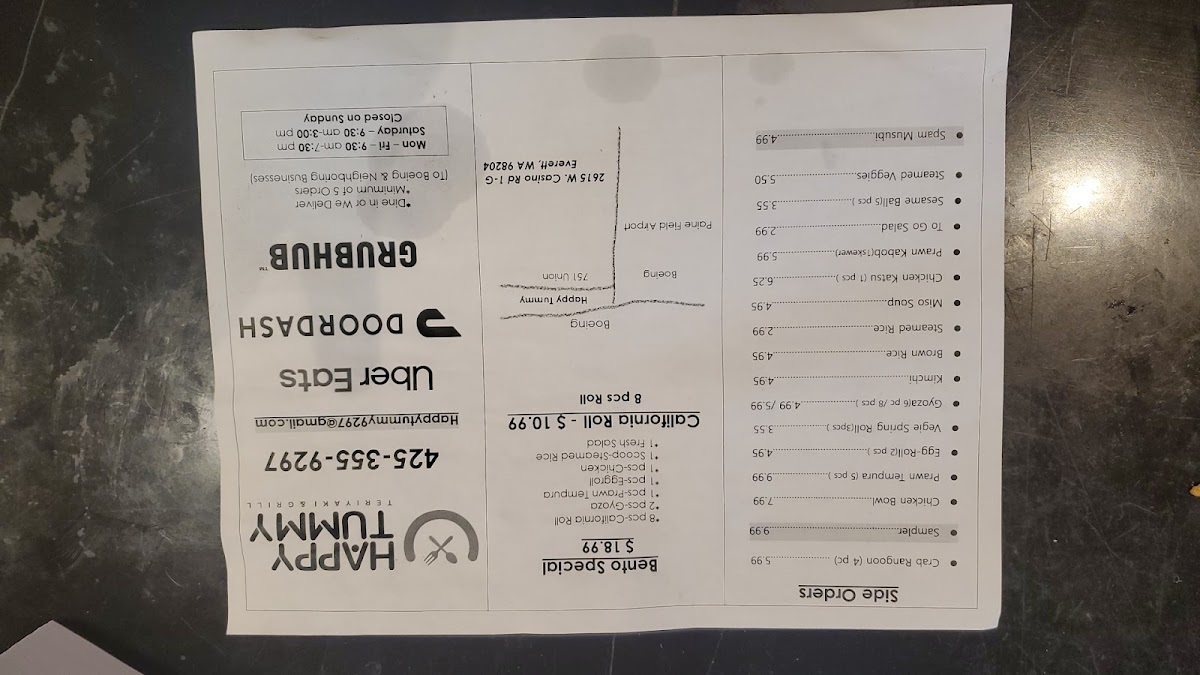 Side Orders
• Crab Rangoon (4 pc) ..................5.99
• Sampler..................9.99
• Chicken Bowl..................7.99
• Prawn Tempura (5 pcs )..................9.99
• Egg-Roll(2 pcs )..................4.95
• Vegie Spring Roll(3pcs )..................3.55
• Gyoza(6 pc /8 pcs )..................4.99 /5.99
• Kimchi..................4.95
• Brown Rice..................4.95
• Steamed Rice..................2.99
• Miso Soup..................4.95
• Chicken Katsu (1 pcs )..................6.25
• Prawn Kabob(1skewer)..................5.99
• To Go Salad..................2.99
• Sesame Ball(5 pcs )..................3.55
• Steamed Veggies..................5.50
• Spam Musubi..................4.99
Bento Special
$ 18.99
*8 pcs-California Roll
*2 pcs-Gyoza
*1 pcs-Prawn Tempura
*1 pcs-Eggroll
*1 pcs-Chicken
*1 Scoop-Steamed Rice
*1 Fresh Salad
California Roll - $ 10.99
8 pcs Roll
Boeing
Happy Tummy
Boeing
751 Union
Paine Field Airport
2615 W. Casino Rd 1-G
Everett, WA 98204
HAPPY
TUMMY
TERIYAKI & GRILL
425-355-9297
Happytummy9297@gmail.com
Uber Eats
DOORDASH
GRUBHUB™
*Dine in or We Deliver
*Minimum of 5 Orders
(To Boeing & Neighboring Businesses)
Mon – Fri – 9:30 am-7:30 pm
Saturday – 9:30 am-3:00 pm
Closed on Sunday